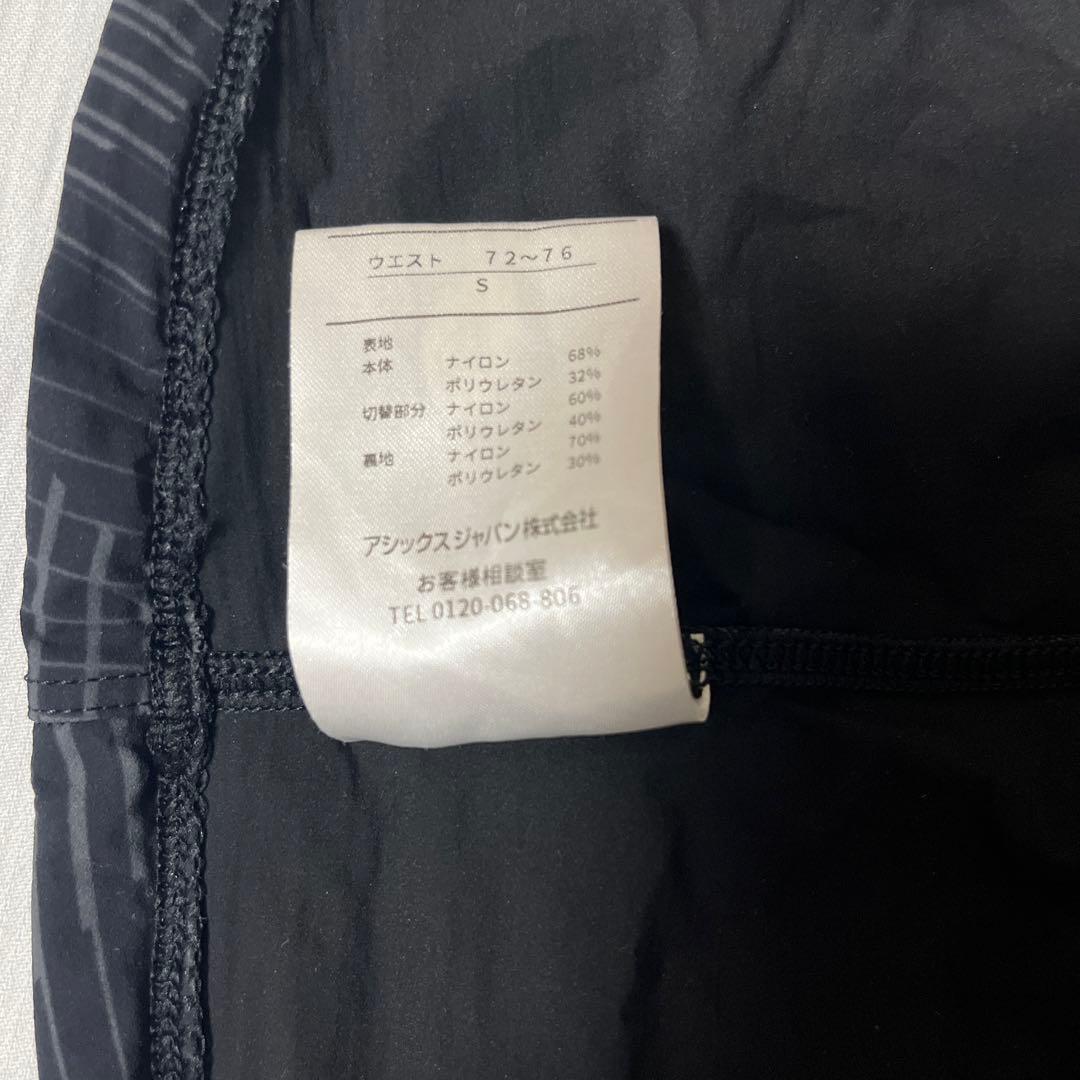 ウエスト　７２～７６
S
表地
本体 ナイロン 68%
ポリウレタン 32%
切替部分 ナイロン 60%
ポリウレタン 40%
裏地 ナイロン 70%
ポリウレタン 30%
アシックスジャパン株式会社
お客様相談室
TEL 0120-068-806